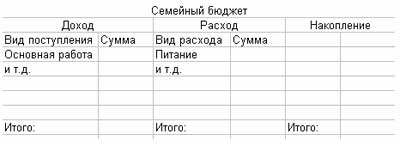 Семейный бюджет
Доход Расход Накопление
Вид поступления Сумма Вид расхода Сумма
Основная работа Питание
и т.д. и т.д.
Итого: Итого: Итого: